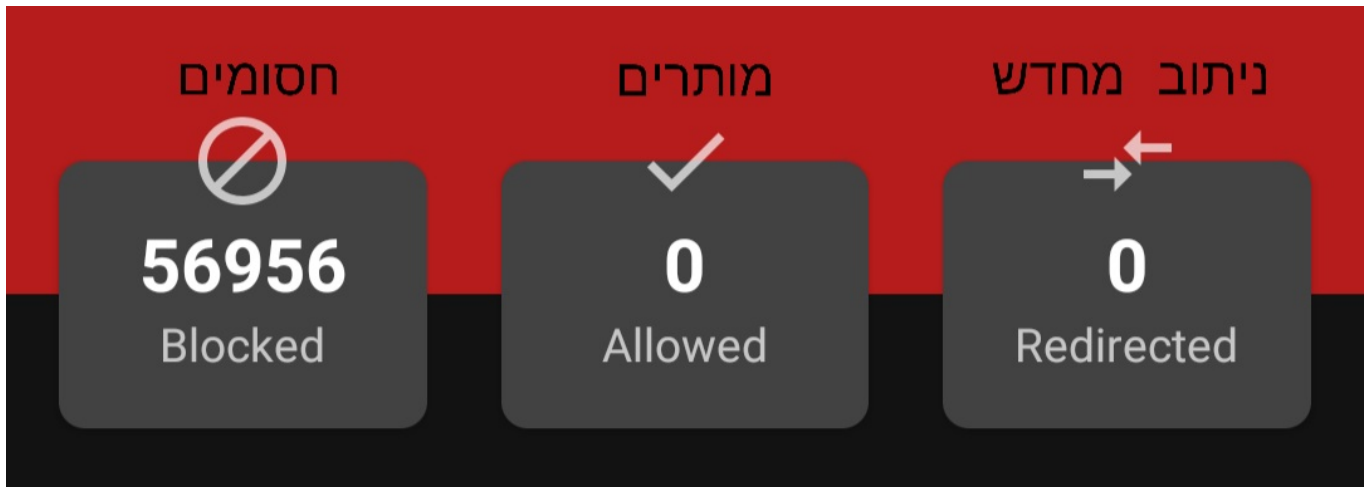 חסומים
מותרים
ניתוב מחדש
56956
0
0
Blocked
Allowed
Redirected